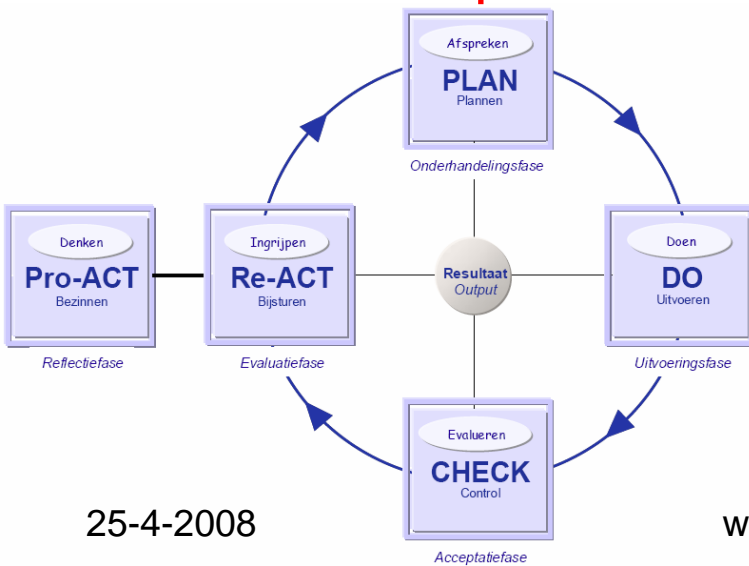 Afspreken
PLAN
Plannen
Onderhandelingsfase
Denken
Pro-ACT
Bezinnen
Reflectiefase
Ingrijpen
Re-ACT
Bijsturen
Evaluatiefase
Resultaat
Output
Doen
DO
Uitvoeren
Uitvoeringsfase
Evalueren
CHECK
Control
Acceptatiefase
25-4-2008